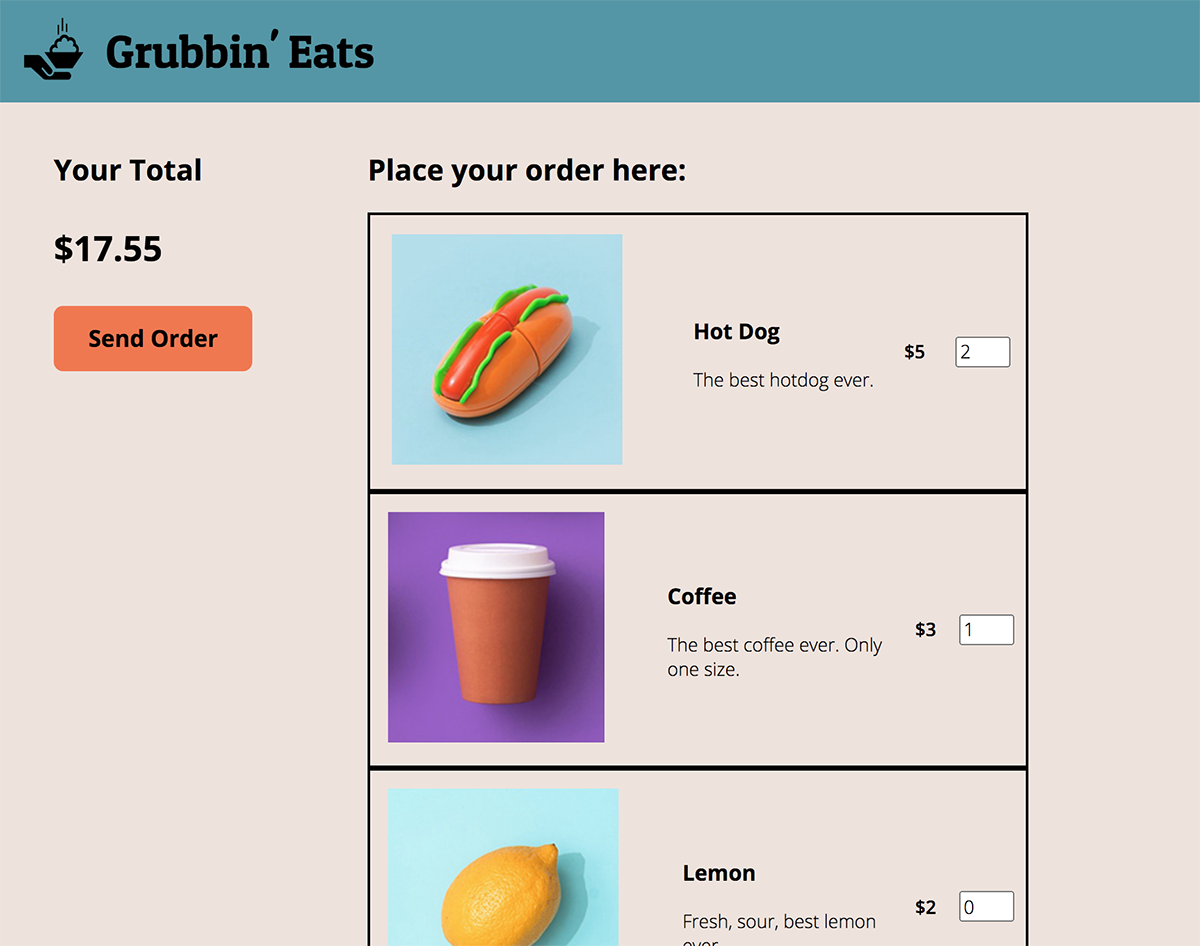 Grubbin' Eats
Your Total
$17.55
Send Order
Place your order here:
Hot Dog
The best hotdog ever.
$5
2
Coffee
The best coffee ever. Only
one size.
$3
1
Lemon
Fresh, sour, best lemon
ever.
$2
0